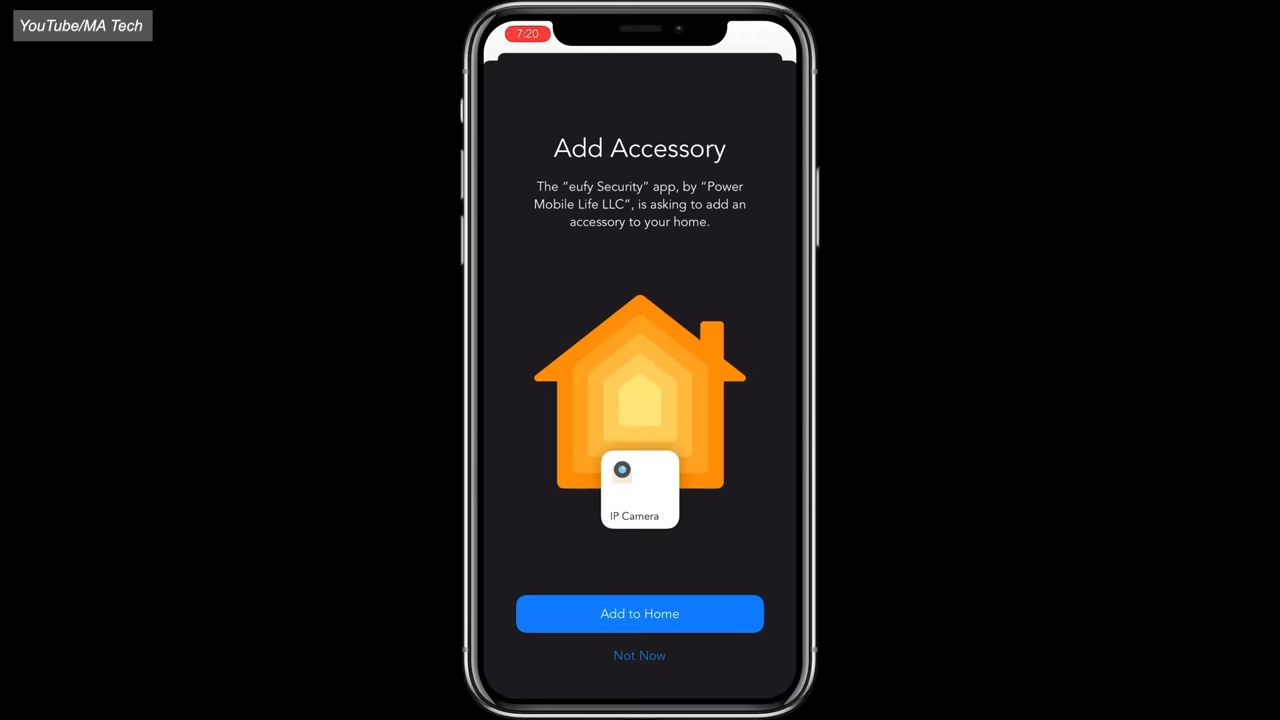 YouTube/MA Tech
7:20
Add Accessory
The “eufy Security” app, by “Power
Mobile Life LLC”, is asking to add an
accessory to your home.
IP Camera
Add to Home
Not Now